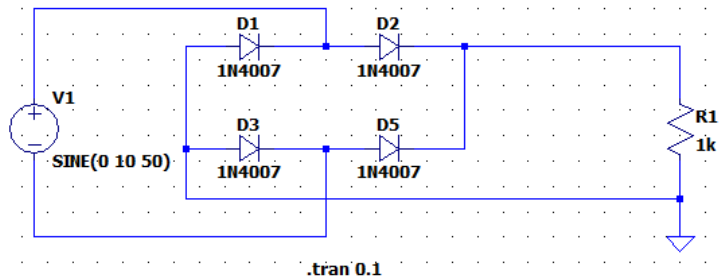 D1 D2
1N4007 1N4007
V1
+
R1
D3 D5
1k
SINE(0 10 50) 1N4007 1N4007
.tran 0.1